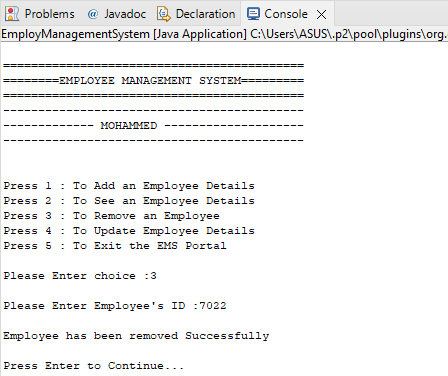 Problems @ Javadoc Declaration Console
EmployManagementSystem [Java Application] C:\Users\ASUS\.p2\pool\plugins\org.
===========================================
========EMPLOYEE MANAGEMENT SYSTEM=========
===========================================
-------------------------------------------
------------- MOHAMMED --------------------
-------------------------------------------
Press 1 : To Add an Employee Details
Press 2 : To See an Employee Details
Press 3 : To Remove an Employee
Press 4 : To Update Employee Details
Press 5 : To Exit the EMS Portal
Please Enter choice :3
Please Enter Employee's ID :7022
Employee has been removed Successfully
Press Enter to Continue...